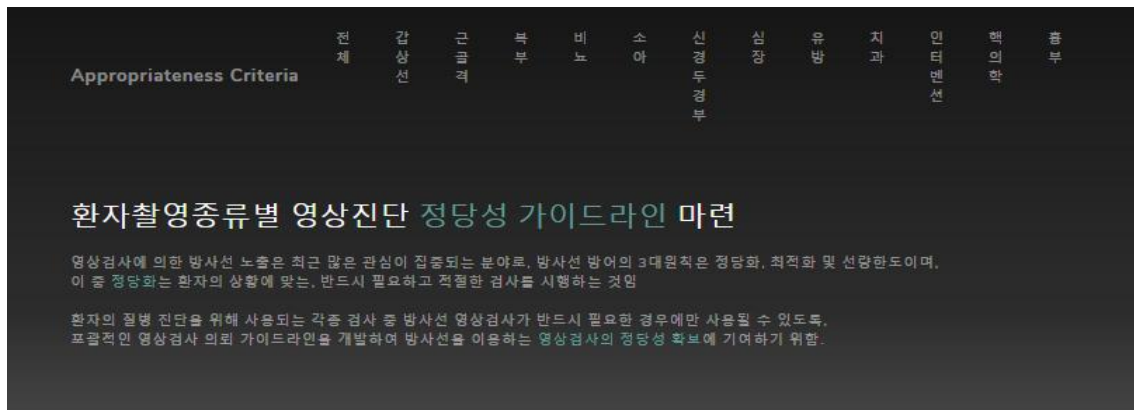 Appropriateness Criteria
전체
갑상선
근골격
복부
비뇨
소아
신경두경부
심장
유방
치과
인터벤션
핵의학
흉부
환자촬영종류별 영상진단 정당성 가이드라인 마련
영상검사에 의한 방사선 노출은 최근 많은 관심이 집중되는 분야로, 방사선 방어의 3대원칙은 정당화, 최적화 및 선량한도이며,
이 중 정당화는 환자의 상황에 맞는, 반드시 필요하고 적절한 검사를 시행하는 것임
환자의 질병 진단을 위해 사용되는 각종 검사 중 방사선 영상검사가 반드시 필요한 경우에만 사용될 수 있도록,
포괄적인 영상검사 의뢰 가이드라인을 개발하여 방사선을 이용하는 영상검사의 정당성 확보에 기여하기 위함.